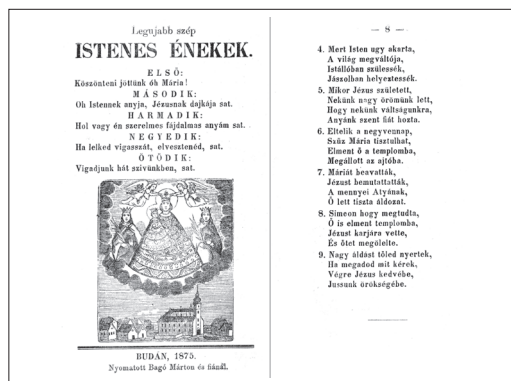 Legujabb szép
ISTENES ÉNEKEK.
ELSŐ:
Köszönteni jöttünk óh Mária!
MÁSODIK:
Oh Istennek anyja, Jézusnak dajkája sat.
HARMADIK:
Hol vagy én szerelmes fájdalmas anyám sat.
NEGYEDIK:
Ha lelked vigasszát, elvesztenéd, sat.
ÖTÖDIK:
Vigadjunk hát szivünkben, sat.
BUDÁN, 1875.
Nyomatott Bagó Márton és fiánál.
— 8 —
4. Mert Isten ugy akarta,
A világ megváltója,
Istállóban szülessék,
Jászolban helyeztessék.
5. Mikor Jézus született,
Nekünk nagy örömünk lett,
Hogy nekünk váltságunkra,
Anyánk szent fiát hozta.
6. Eltelik a negyvennap,
Szüz Mária tisztulhat,
Elment ő a templomba,
Megállott az ajtóba.
7. Máriát beavatták,
Jézust bemutattatták,
A mennyei Atyának,
Ő lett tiszta áldozat.
8. Simeon hogy megtudta,
Ő is elment templomba,
Jézust karjára vette,
És őtet megölelte.
9. Nagy áldást tőled nyertek,
Ha megadod mit kérek,
Végre Jézus kedvébe,
Jussunk örökségébe.